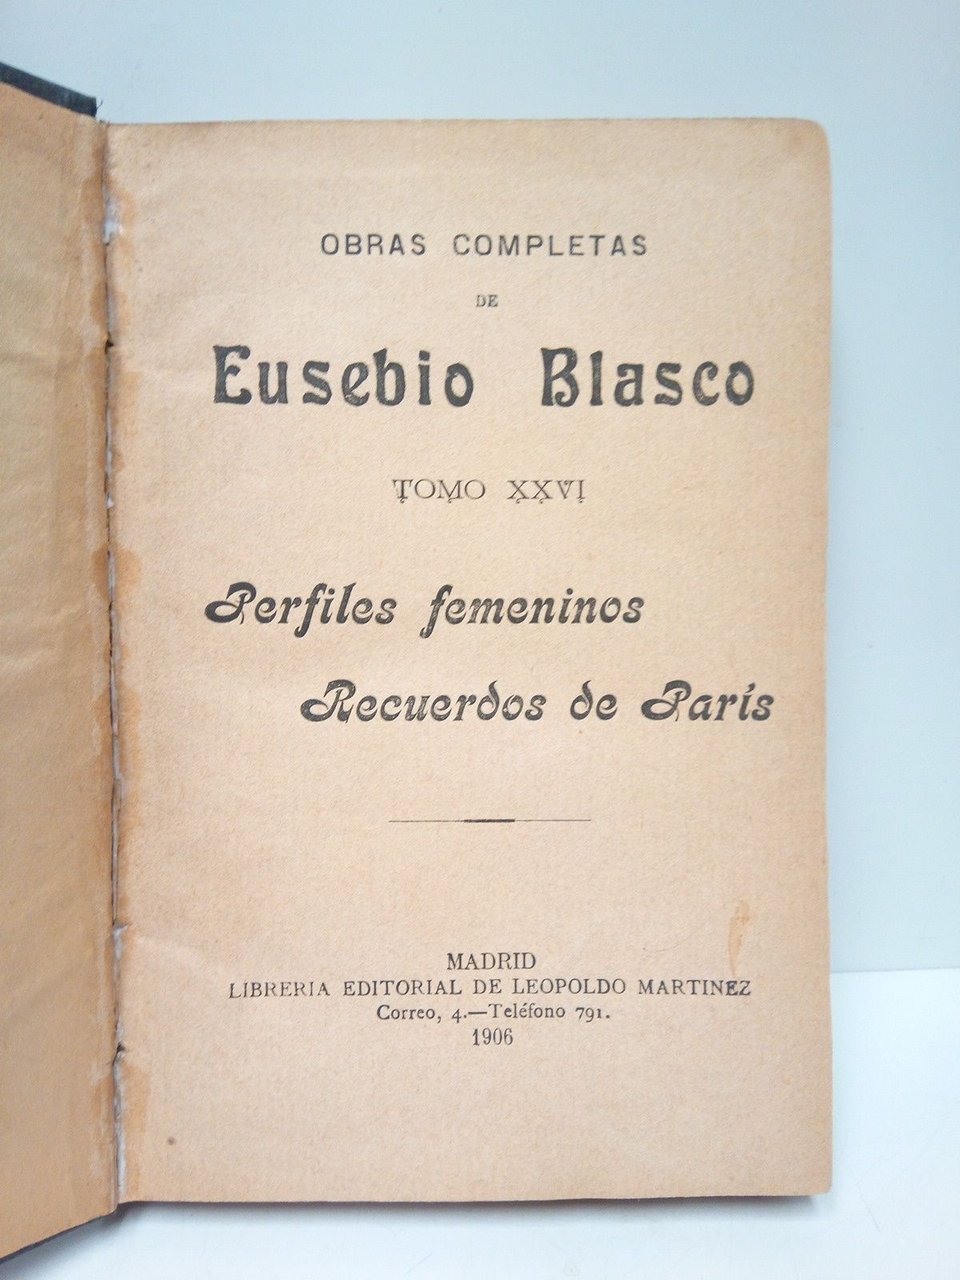 OBRAS COMPLETAS
DE
Eusebio Blasco
TOMO XXVI
Perfiles femeninos
Recuerdos de París
MADRID
LIBRERIA EDITORIAL DE LEOPOLDO MARTINEZ
Correo, 4.—Teléfono 791.
1906